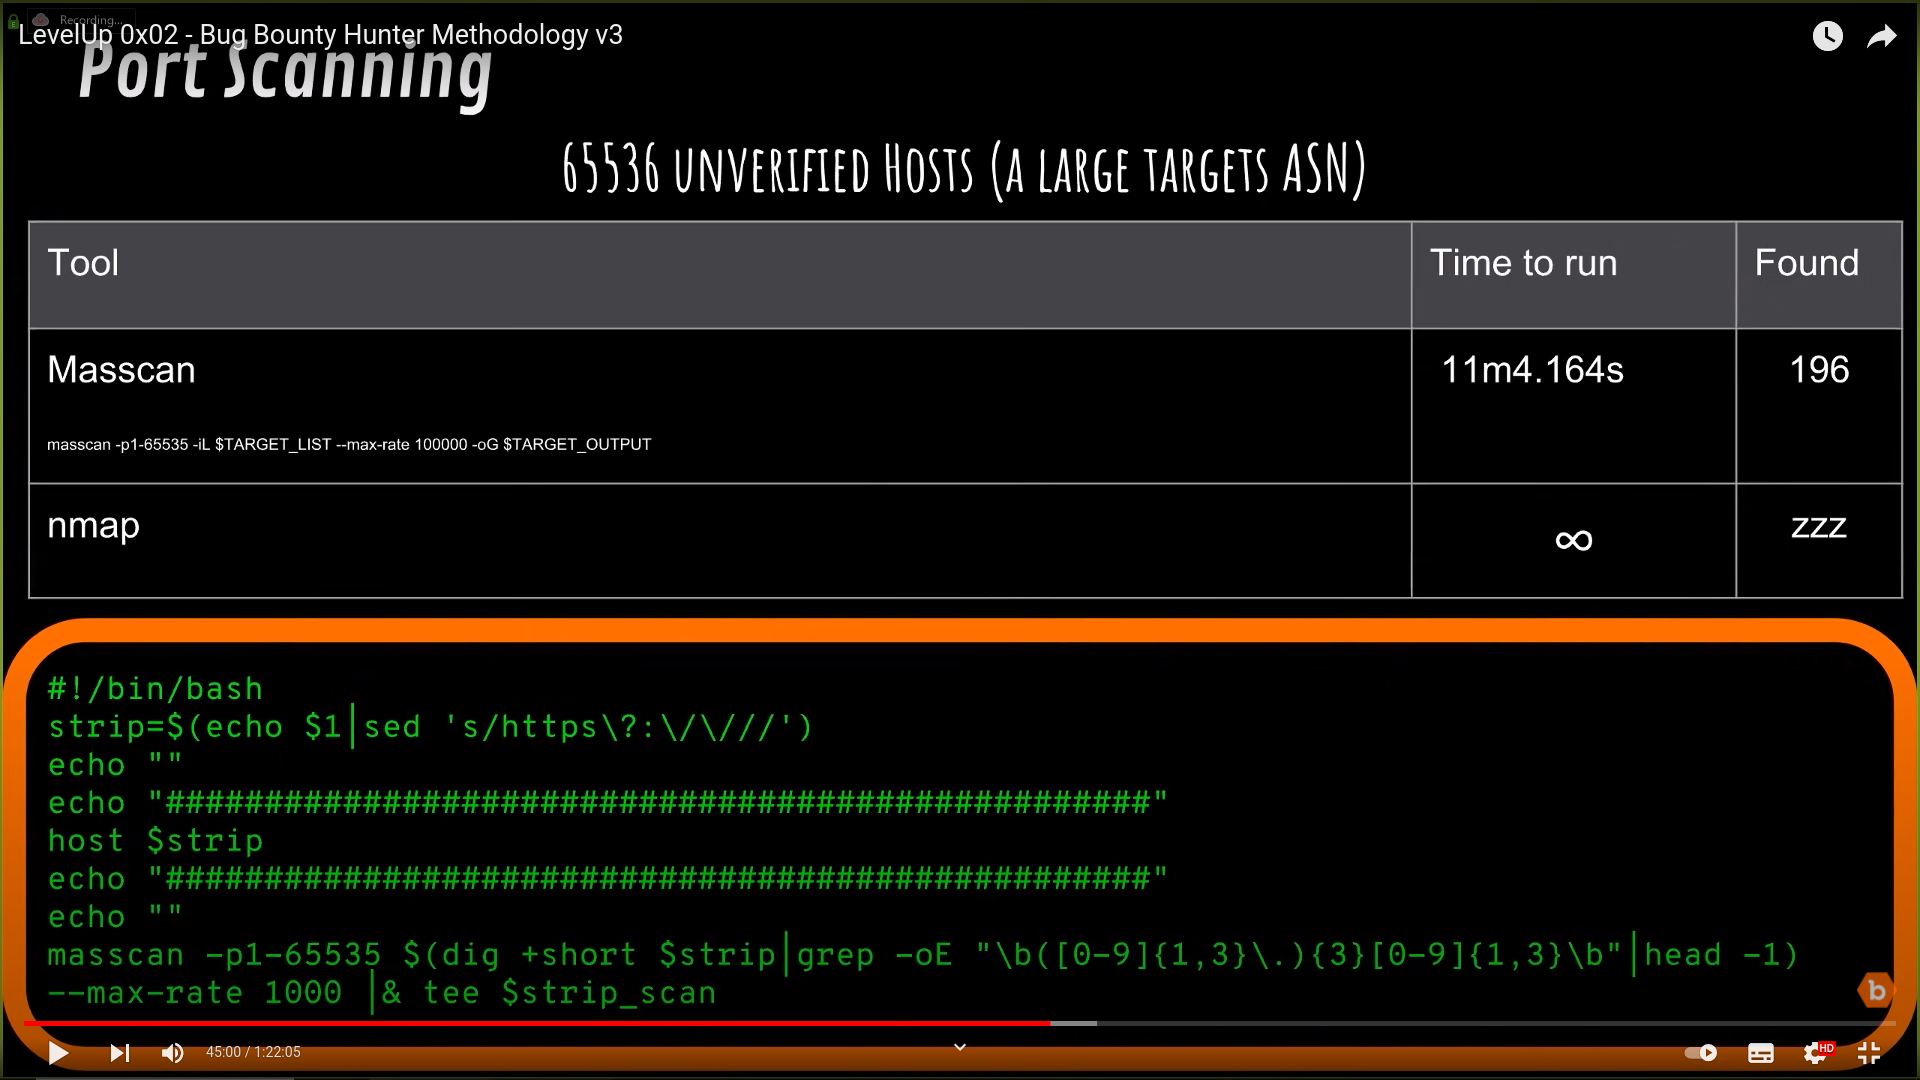 Recording...
LevelUp 0x02 - Bug Bounty Hunter Methodology v3
Port Scanning
65536 unverified Hosts (a large targets ASN)
Tool Time to run Found
Masscan 11m4.164s 196
masscan -p1-65535 -iL $TARGET_LIST --max-rate 100000 -oG $TARGET_OUTPUT
nmap ∞ zzz
#!/bin/bash
strip=$(echo $1|sed 's/https\?:\/\///')
echo ""
echo "##################################################"
host $strip
echo "##################################################"
echo ""
masscan -p1-65535 $(dig +short $strip|grep -oE "\b([0-9]{1,3}\.){3}[0-9]{1,3}\b"|head -1)
--max-rate 1000 |& tee $strip_scan
b
45:00 / 1:22:05
HD